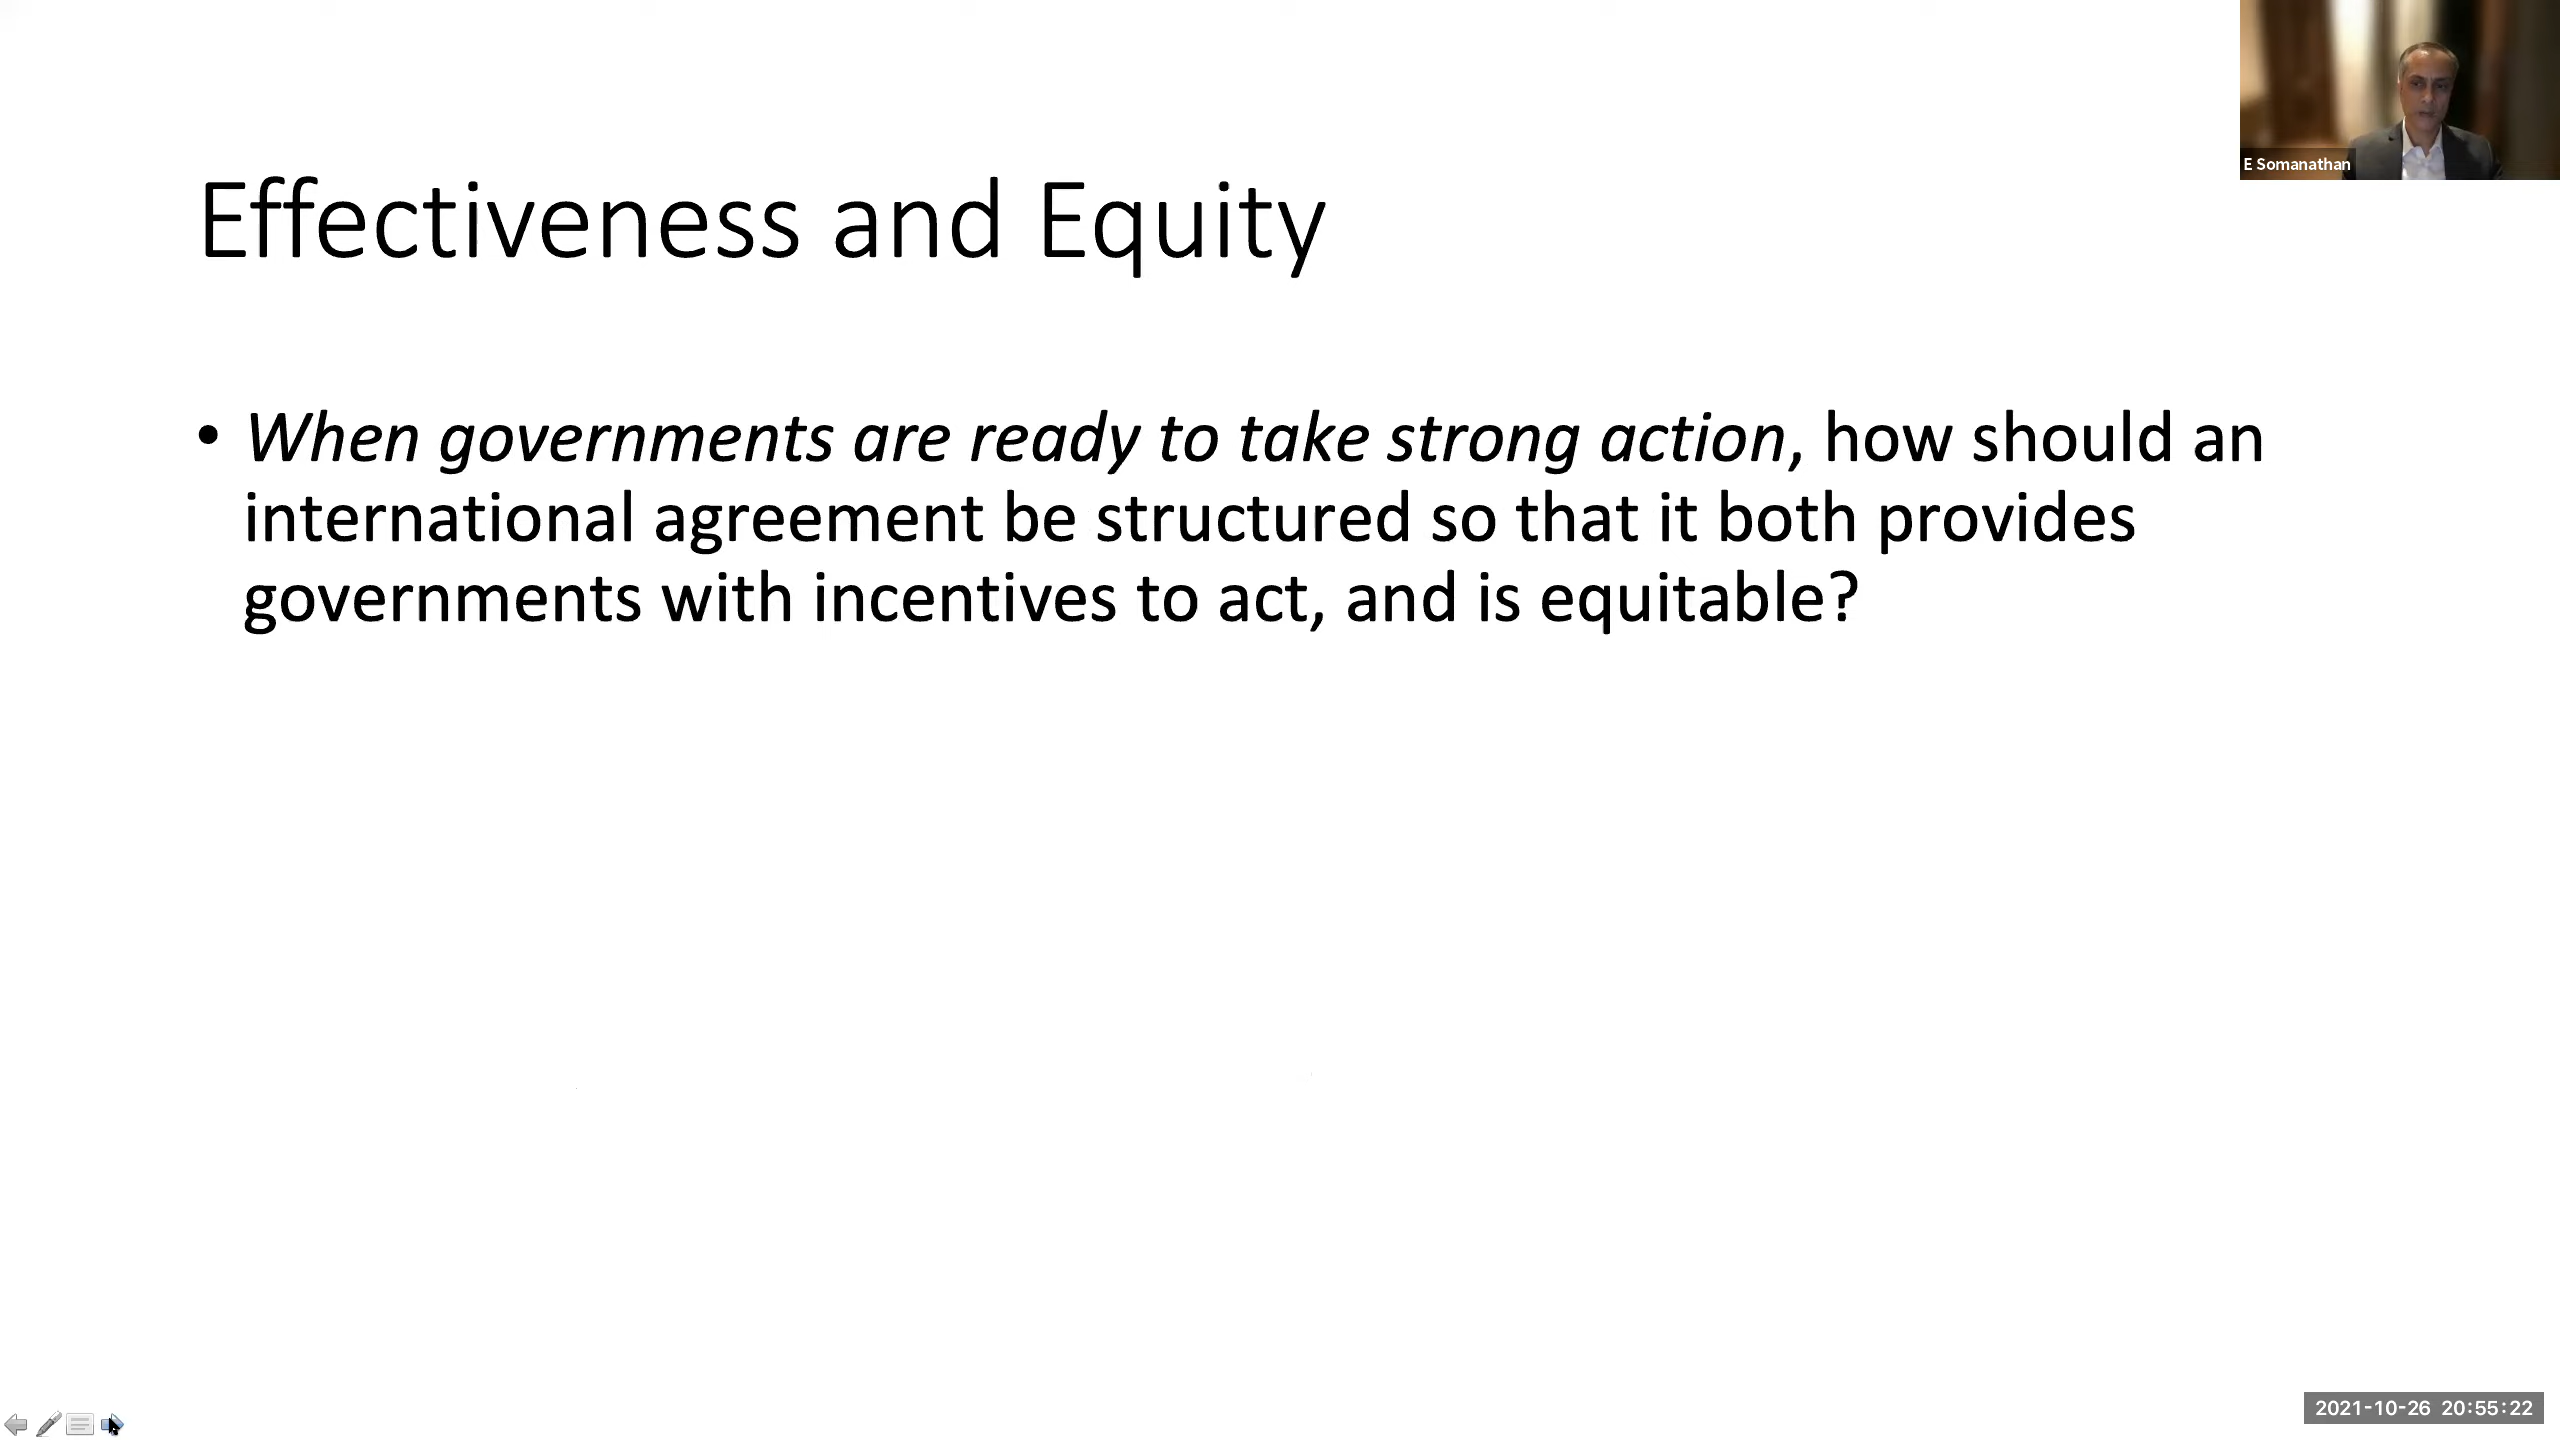 E Somanathan
Effectiveness and Equity
• When governments are ready to take strong action, how should an
international agreement be structured so that it both provides
governments with incentives to act, and is equitable?
2021-10-26 20:55:22